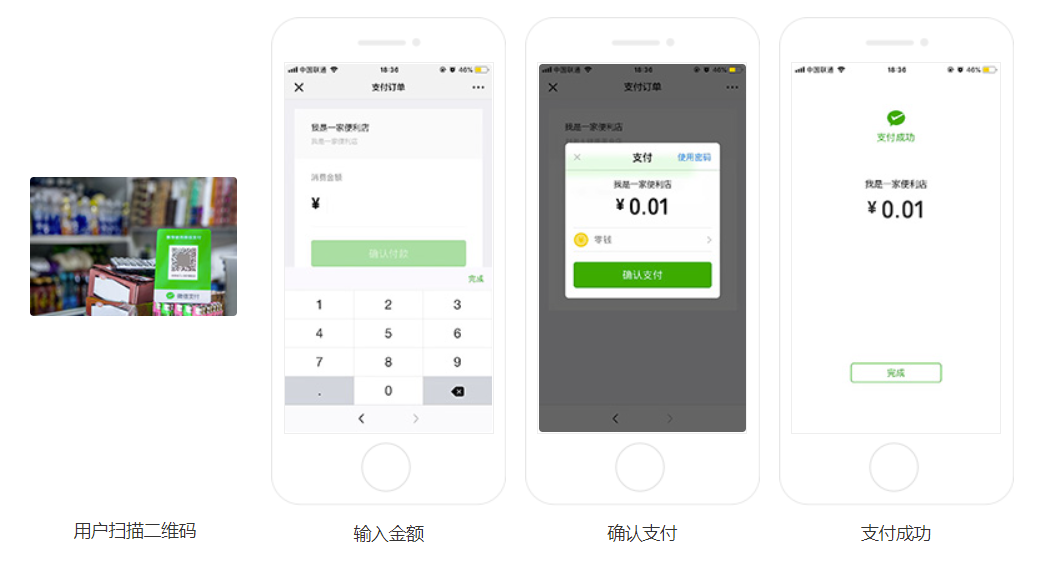 微信支付
用户扫描二维码
中国联通
18:36
46%
支付订单
我是一家便利店
我是一家便利店
消费金额
¥
确认付款
完成
1 2 3
4 5 6
7 8 9
. 0
输入金额
中国联通
18:36
46%
支付订单
我是一家便利店
支付
使用密码
我是一家便利店
¥ 0.01
零钱
确认支付
确认支付
中国联通
18:36
46%
支付成功
我是一家便利店
¥ 0.01
完成
支付成功